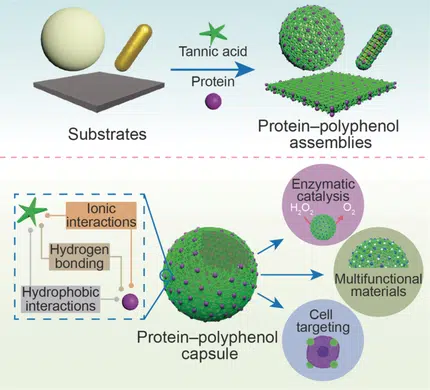 Tannic acid
Protein
Substrates
Protein–polyphenol
assemblies
Ionic
interactions
Hydrogen
bonding
Hydrophobic
interactions
Protein–polyphenol
capsule
Enzymatic
catalysis
H2O2
O2
Multifunctional
materials
Cell
targeting